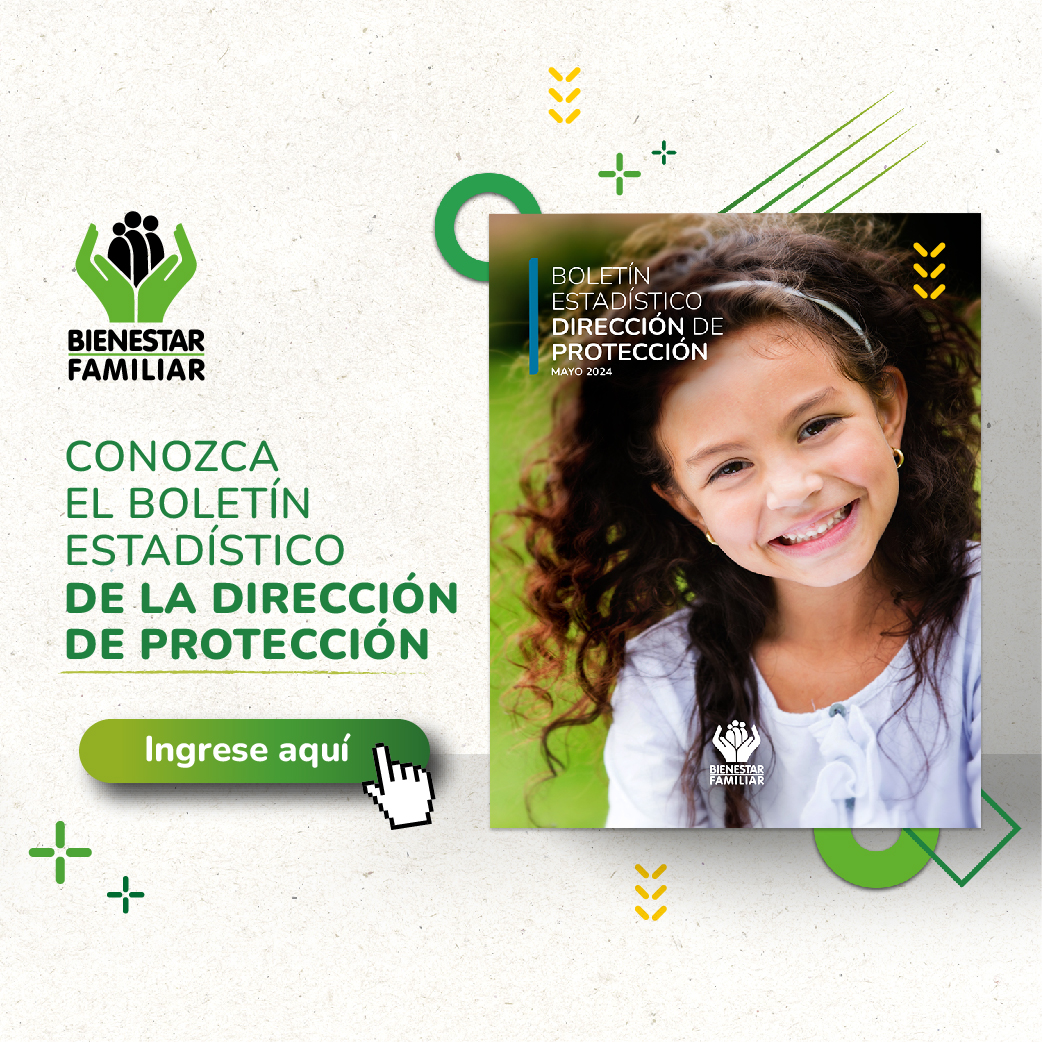 BIENESTAR
FAMILIAR
CONOZCA
EL BOLETÍN
ESTADÍSTICO
DE LA DIRECCIÓN
DE PROTECCIÓN
Ingrese aquí
BOLETÍN
ESTADÍSTICO
DIRECCIÓN DE
PROTECCIÓN
MAYO 2024
BIENESTAR
FAMILIAR